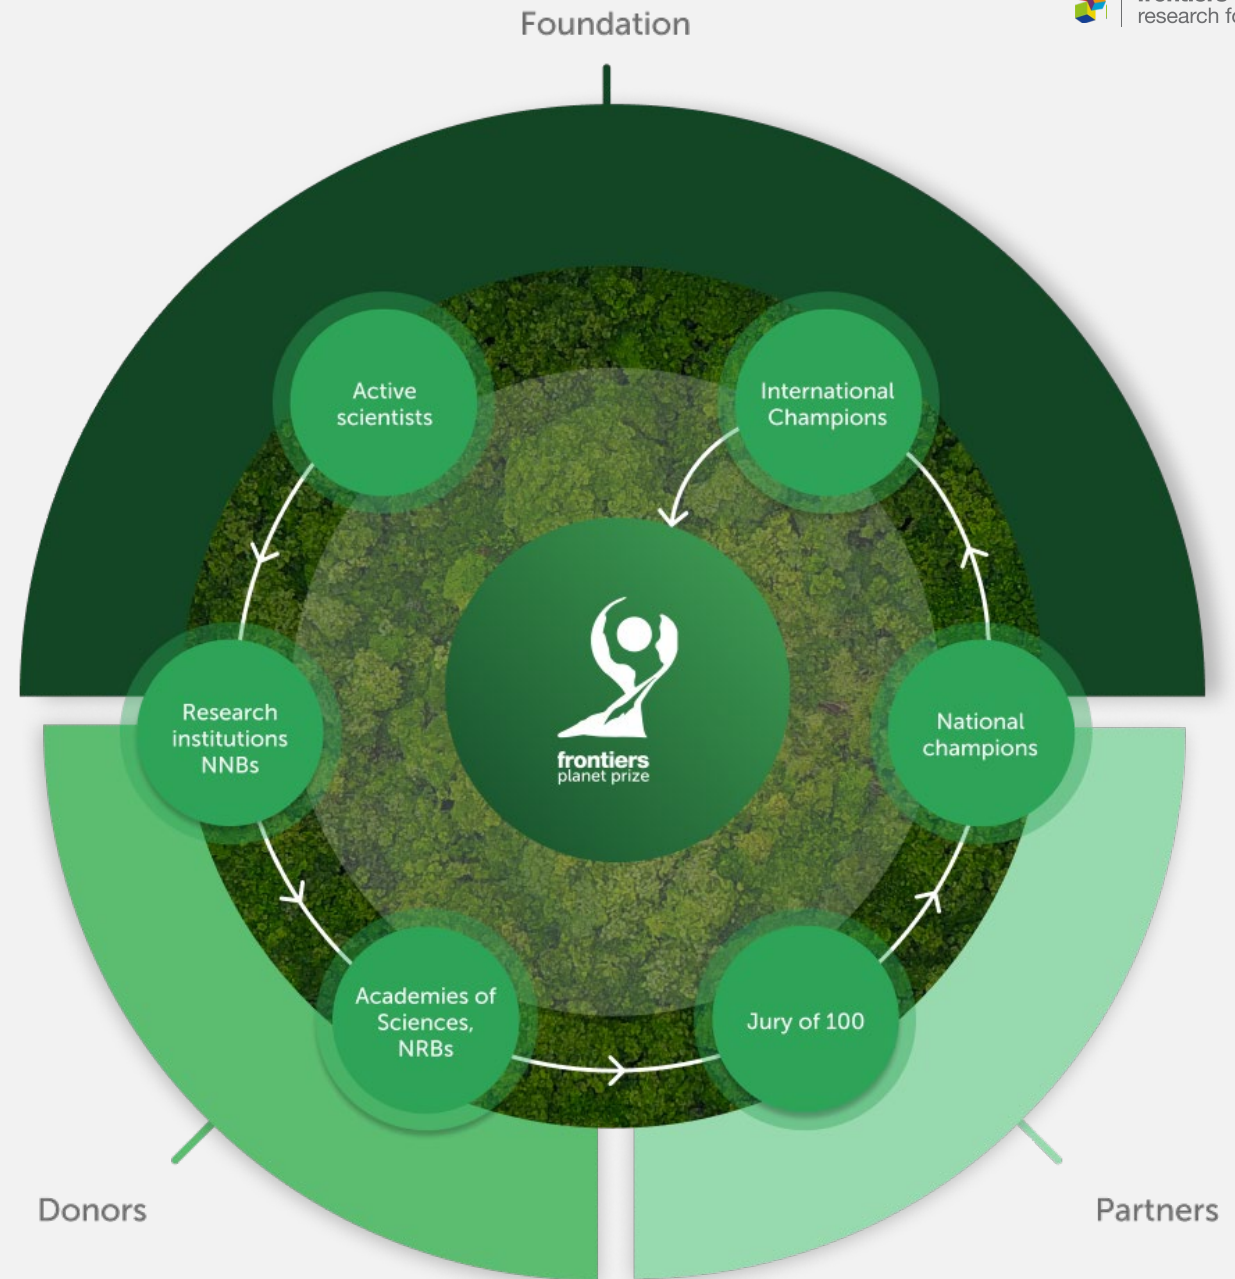 Foundation
research fo
Active
scientists
International
Champions
Research
institutions
NNBs
National
champions
frontiers
planet prize
Academies of
Sciences,
NRBs
Jury of 100
Donors
Partners